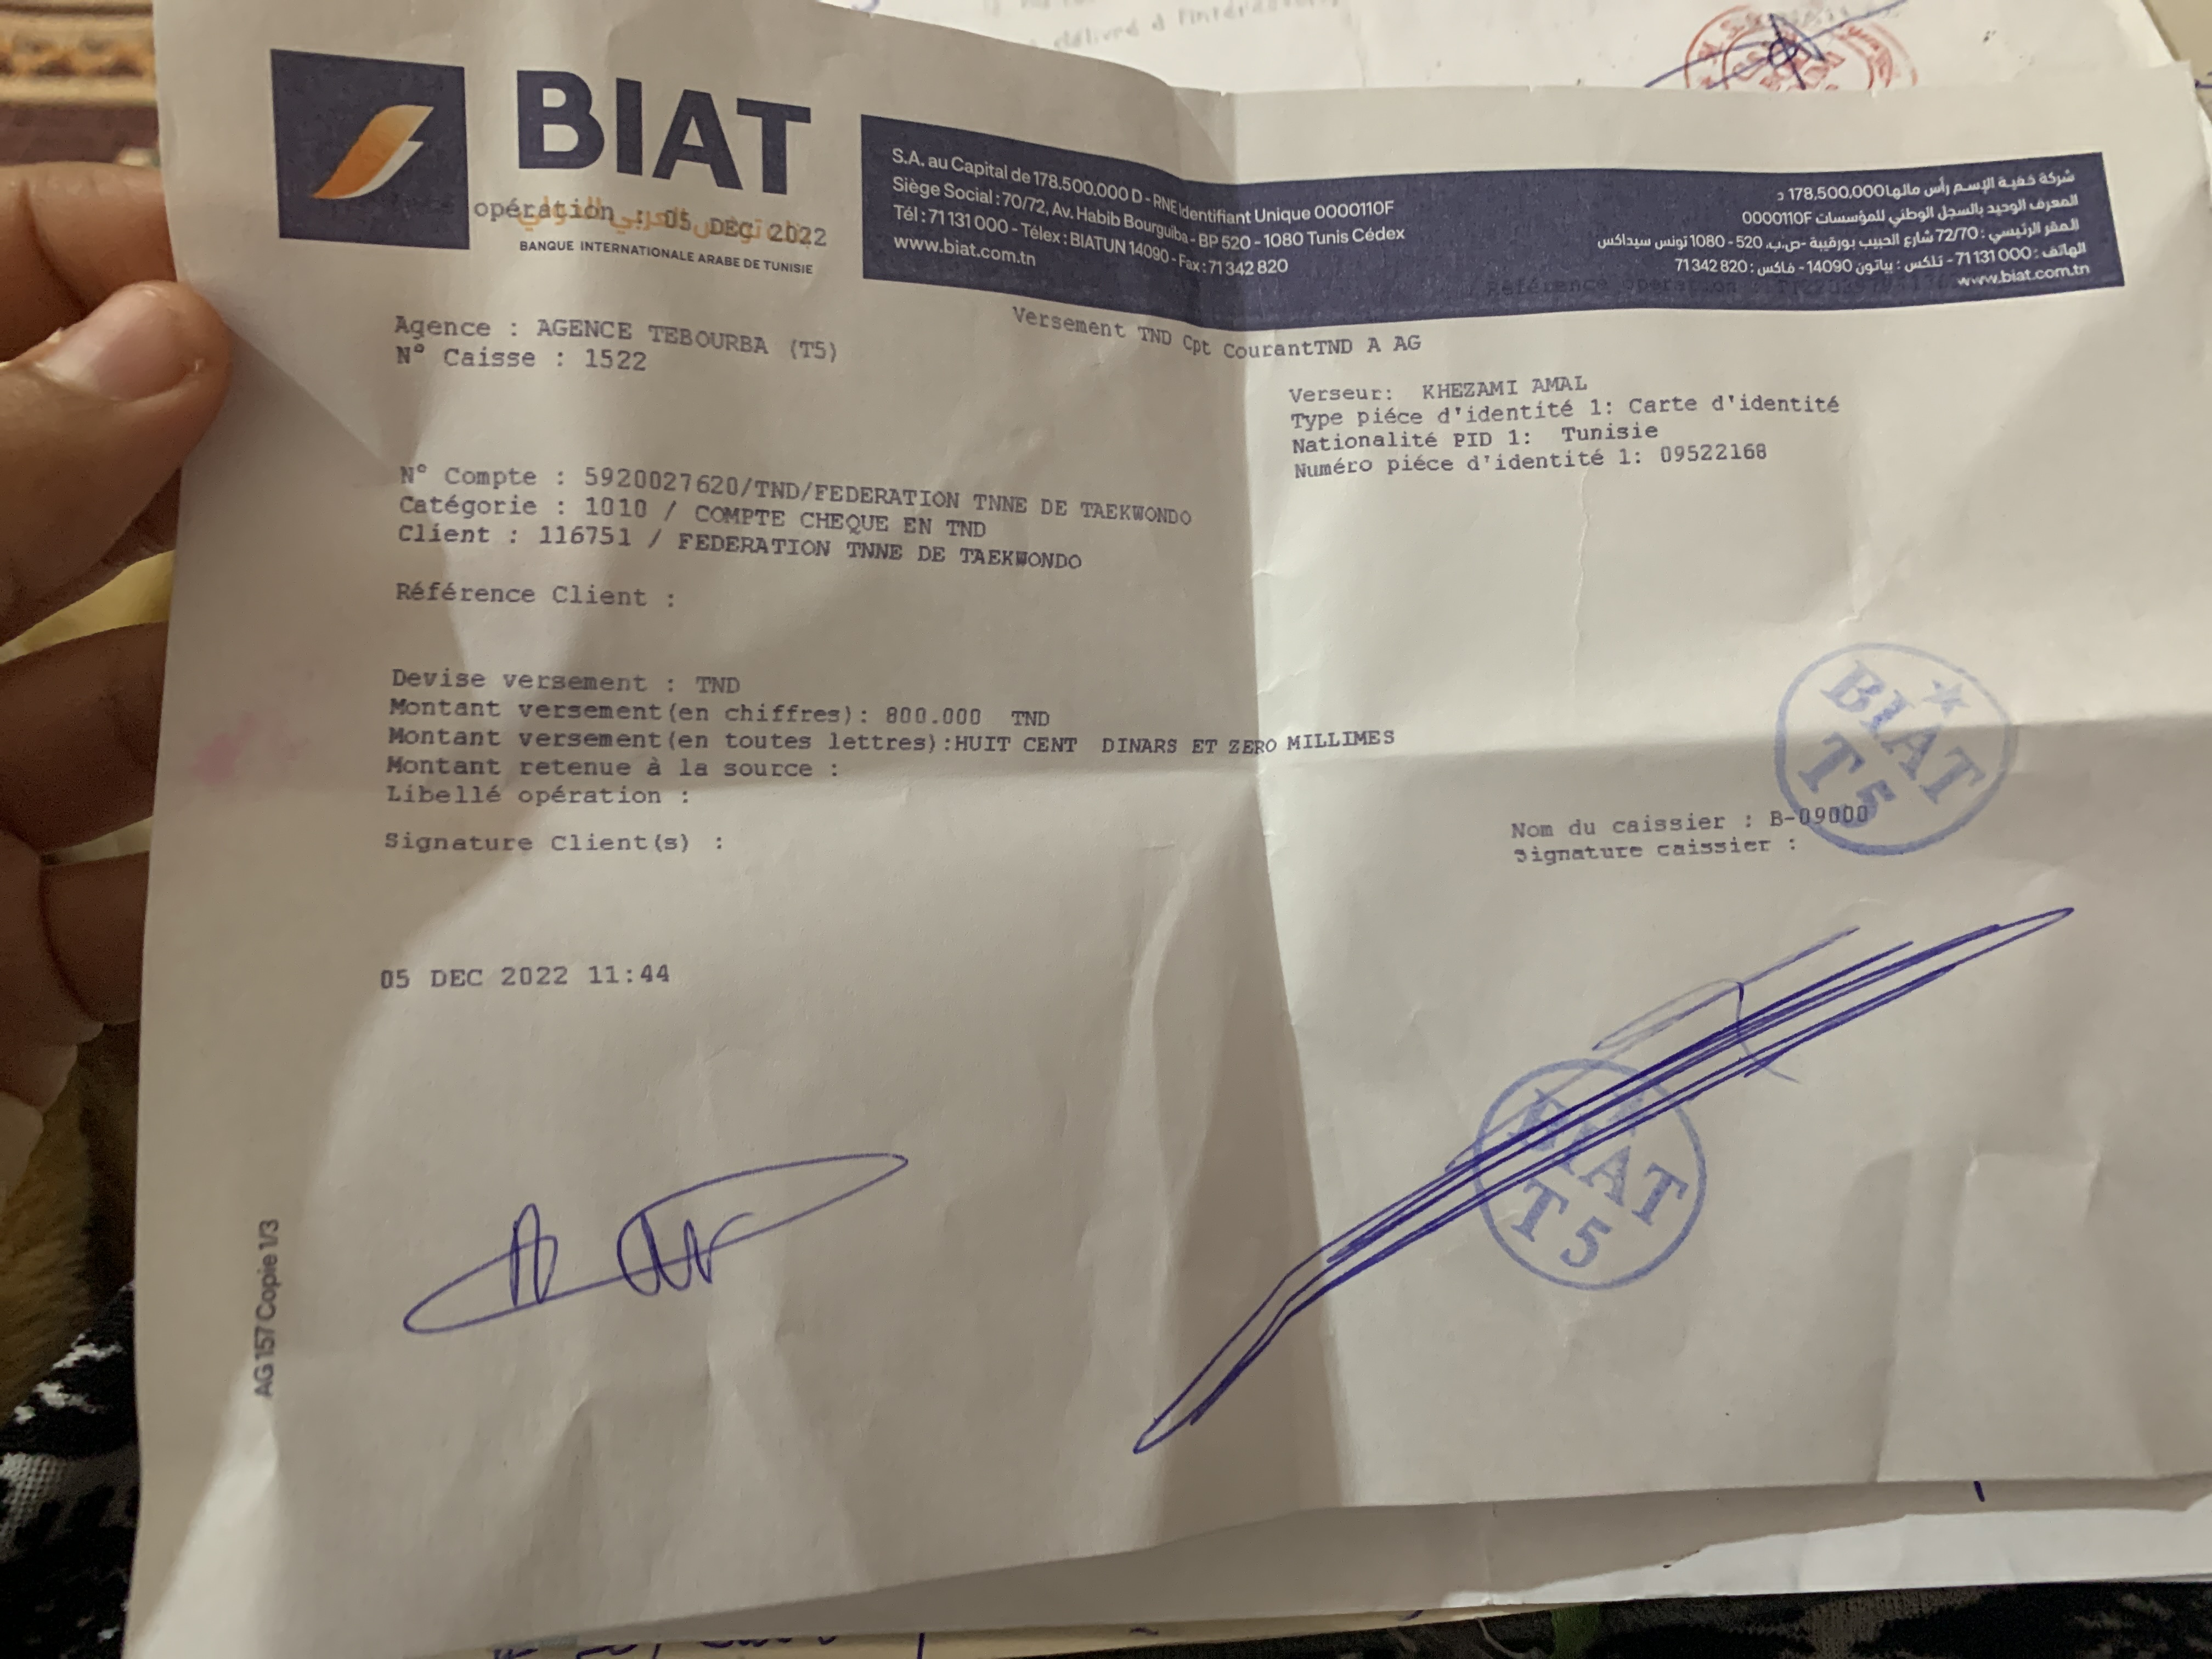 délivré à l'intéressé
BIAT
opération : 05 DEC 2022
BANQUE INTERNATIONALE ARABE DE TUNISIE
S.A. au Capital de 178.500.000 D - RNE Identifiant Unique 0000110F
Siège Social : 70/72, Av. Habib Bourguiba - BP 520 - 1080 Tunis Cédex
Tél : 71 131 000 - Télex : BIATUN 14090 - Fax : 71 342 820
www.biat.com.tn
شركة خفية الإسم رأس مالها 178,500,000 د
المعرف الوحيد بالسجل الوطني للمؤسسات 0000110F
المقر الرئيسي : 72/70 شارع الحبيب بورقيبة -ص.ب. 520 - 1080 تونس سيداكس
الهاتف : 71131000 - تلكس : بياتون 14090 - فاكس : 71342820
www.biat.com.tn
Référence opération :
Versement TND Cpt CourantTND A AG
Agence : AGENCE TEBOURBA (T5)
N° Caisse : 1522
Verseur: KHEZAMI AMAL
Type piéce d'identité 1: Carte d'identité
Nationalité PID 1: Tunisie
Numéro piéce d'identité 1: 09522168
N° Compte : 5920027620/TND/FEDERATION TNNE DE TAEKWONDO
Catégorie : 1010 / COMPTE CHEQUE EN TND
Client : 116751 / FEDERATION TNNE DE TAEKWONDO
Référence Client :
Devise versement : TND
Montant versement(en chiffres): 800.000 TND
Montant versement(en toutes lettres):HUIT CENT DINARS ET ZERO MILLIMES
Montant retenue à la source :
Libellé opération :
Signature Client(s) :
BIAT
T5
Nom du caissier : B-09000
Signature caissier :
05 DEC 2022 11:44
BIAT
T5
AG 157 Copie 1/3